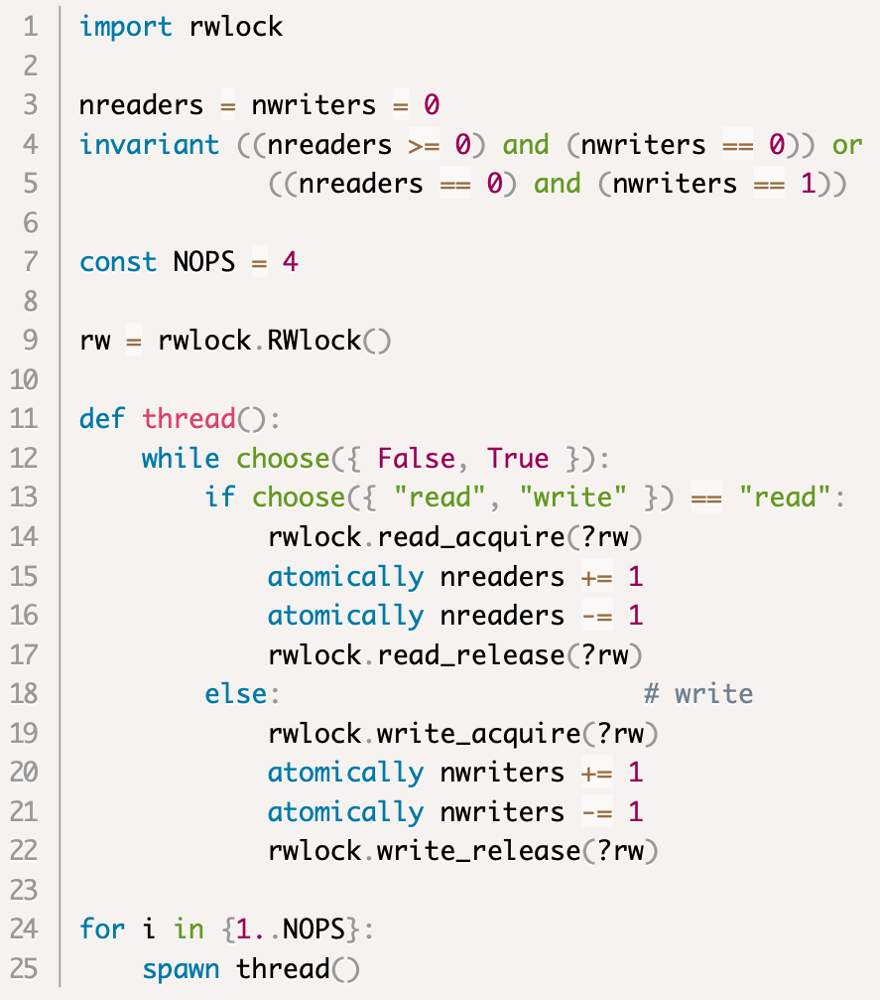 1 import rwlock
2
3 nreaders = nwriters = 0
4 invariant ((nreaders >= 0) and (nwriters == 0)) or
5             ((nreaders == 0) and (nwriters == 1))
6
7 const NOPS = 4
8
9 rw = rwlock.RWlock()
10
11 def thread():
12     while choose({ False, True }):
13         if choose({ "read", "write" }) == "read":
14             rwlock.read_acquire(?rw)
15             atomically nreaders += 1
16             atomically nreaders -= 1
17             rwlock.read_release(?rw)
18         else:                       # write
19             rwlock.write_acquire(?rw)
20             atomically nwriters += 1
21             atomically nwriters -= 1
22             rwlock.write_release(?rw)
23
24 for i in {1..NOPS}:
25     spawn thread()